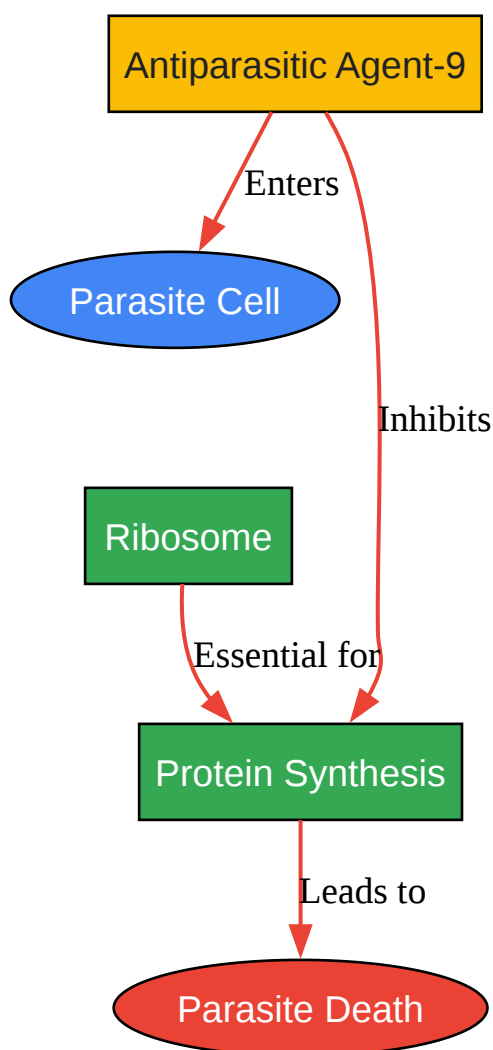 Antiparasitic Agent-9
Enters
Parasite Cell
Inhibits
Ribosome
Essential for
Protein Synthesis
Leads to
Parasite Death